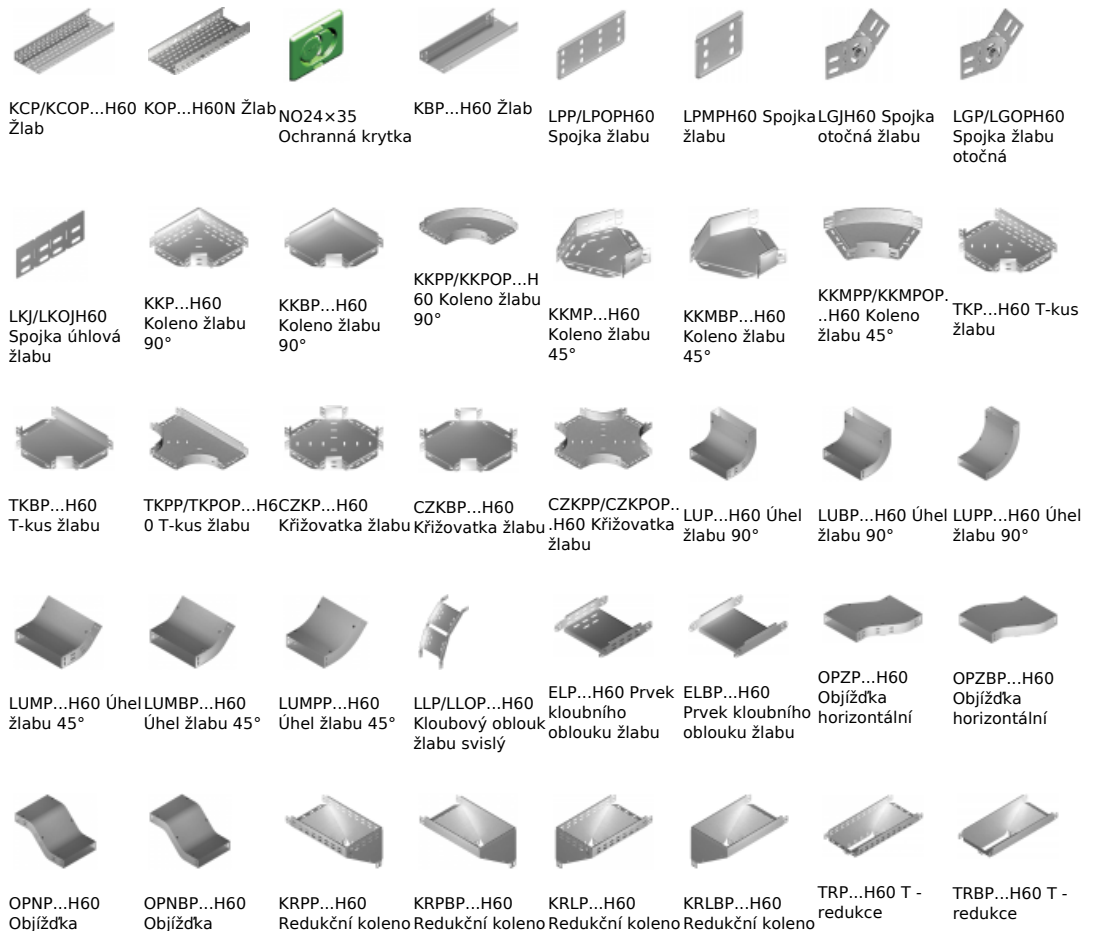 KCP/KCOP...H60
Žlab
KOP...H60N Žlab
NO24×35
Ochranná krytka
KBP...H60 Žlab
LPP/LPOPH60
Spojka žlabu
LPMPH60 Spojka
žlabu
LGJH60 Spojka
otočná žlabu
LGP/LGOPH60
Spojka žlabu
otočná
LKJ/LKOJH60
Spojka úhlová
žlabu
KKP...H60
Koleno žlabu
90°
KKBP...H60
Koleno žlabu
90°
KKPP/KKPOP...H
60 Koleno žlabu
90°
KKMP...H60
Koleno žlabu
45°
KKMBP...H60
Koleno žlabu
45°
KKMPP/KKMPOP.
..H60 Koleno
žlabu 45°
TKP...H60 T-kus
žlabu
TKBP...H60
T-kus žlabu
TKPP/TKPOP...H6
0 T-kus žlabu
CZKP...H60
Křižovatka žlabu
CZKBP...H60
Křižovatka žlabu
CZKPP/CZKPOP..
.H60 Křižovatka
žlabu
LUP...H60 Úhel
žlabu 90°
LUBP...H60 Úhel
žlabu 90°
LUPP...H60 Úhel
žlabu 90°
LUMP...H60 Úhel
žlabu 45°
LUMBP...H60
Úhel žlabu 45°
LUMPP...H60
Úhel žlabu 45°
LLP/LLOP...H60
Kloubový oblouk
žlabu svislý
ELP...H60 Prvek
kloubního
oblouku žlabu
ELBP...H60
Prvek kloubního
oblouku žlabu
OPZP...H60
Objížďka
horizontální
OPZBP...H60
Objížďka
horizontální
OPNP...H60
Objížďka
OPNBP...H60
Objížďka
KRPP...H60
Redukční koleno
KRPBP...H60
Redukční koleno
KRLP...H60
Redukční koleno
KRLBP...H60
Redukční koleno
TRP...H60 T -
redukce
TRBP...H60 T -
redukce